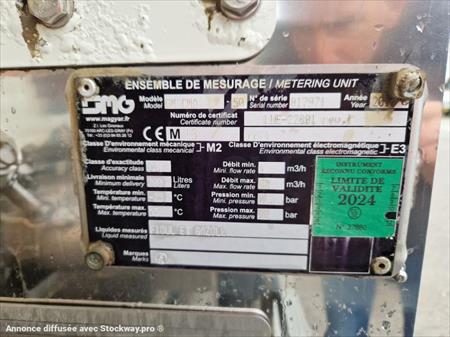 ENSEMBLE DE MESURAGE / METERING UNIT
SMG
www.magyar.fr
Modèle
Model
N° de série
Serial number
Année
Year
Numéro de certificat
Certificate number
CE M
Classe D'environnement mécanique
Environmental class mechanical
M2
Classe D'environnement électromagnétique
Environmental class electromagnetic
E3
Classe d'exactitude
Accuracy class
Livraison minimale
Minimum delivery
Litres
Liters
Température min.
Min. temperature
°C
Température max.
Max. temperature
°C
Débit min.
Mini. flow rate
m3/h
Débit max.
Max. flow rate
m3/h
Pression min.
Mini. pressure
bar
Pression max.
Max. pressure
bar
Liquides mesurés
Liquid measured
Marques
Marks
INSTRUMENT
RECONNU CONFORME
LIMITE DE
VALIDITE
2024
Annonce diffusée avec Stockway.pro ®